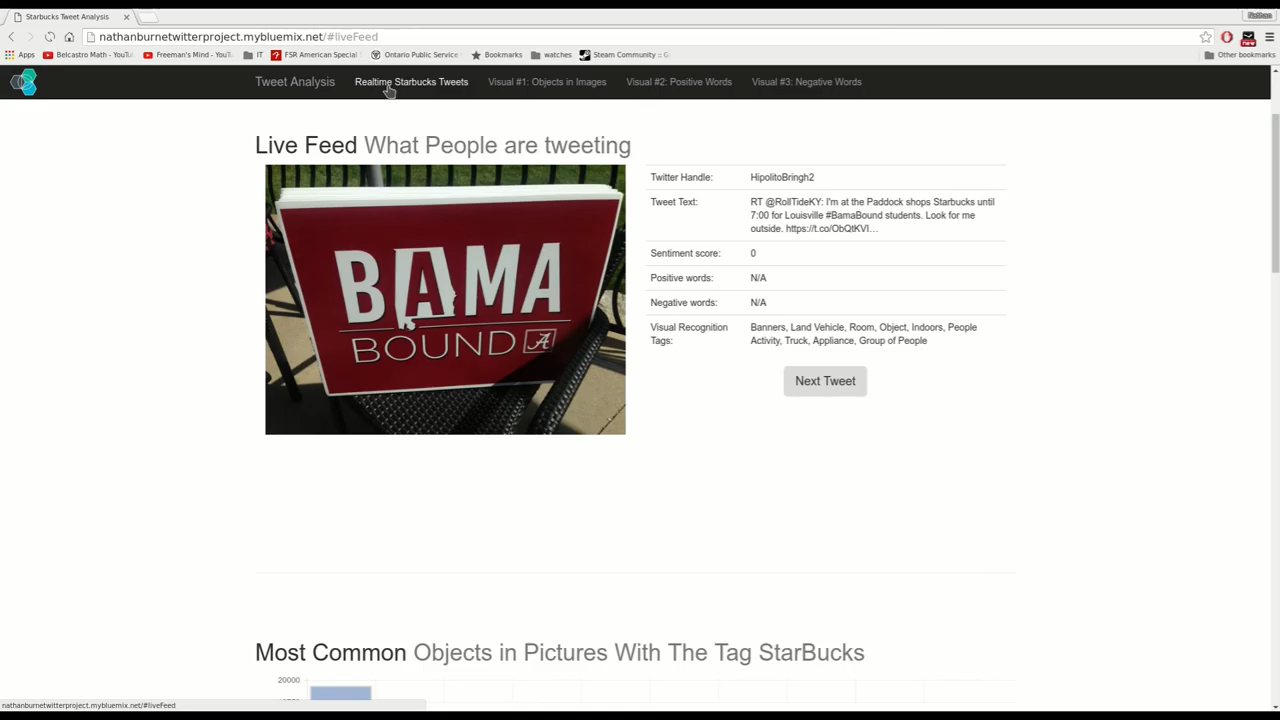 Starbucks Tweet Analysis
Nathan
nathanburnetwitterproject.mybluemix.net/#liveFeed
Apps Belcastro Math - YouTu Freeman's Mind - YouT IT FSR American Special Ontario Public Service Bookmarks watches Steam Community :: G Other bookmarks
new
Tweet Analysis Realtime Starbucks Tweets Visual #1: Objects in Images Visual #2: Positive Words Visual #3: Negative Words
Live Feed What People are tweeting
BAMA
BOUND A
Twitter Handle: HipolitoBringh2
Tweet Text: RT @RollTideKY: I'm at the Paddock shops Starbucks until
7:00 for Louisville #BamaBound students. Look for me
outside. https://t.co/ObQtKVI…
Sentiment score: 0
Positive words: N/A
Negative words: N/A
Visual Recognition Banners, Land Vehicle, Room, Object, Indoors, People
Tags: Activity, Truck, Appliance, Group of People
Next Tweet
Most Common Objects in Pictures With The Tag StarBucks
20000
nathanburnetwitterproject.mybluemix.net/#liveFeed